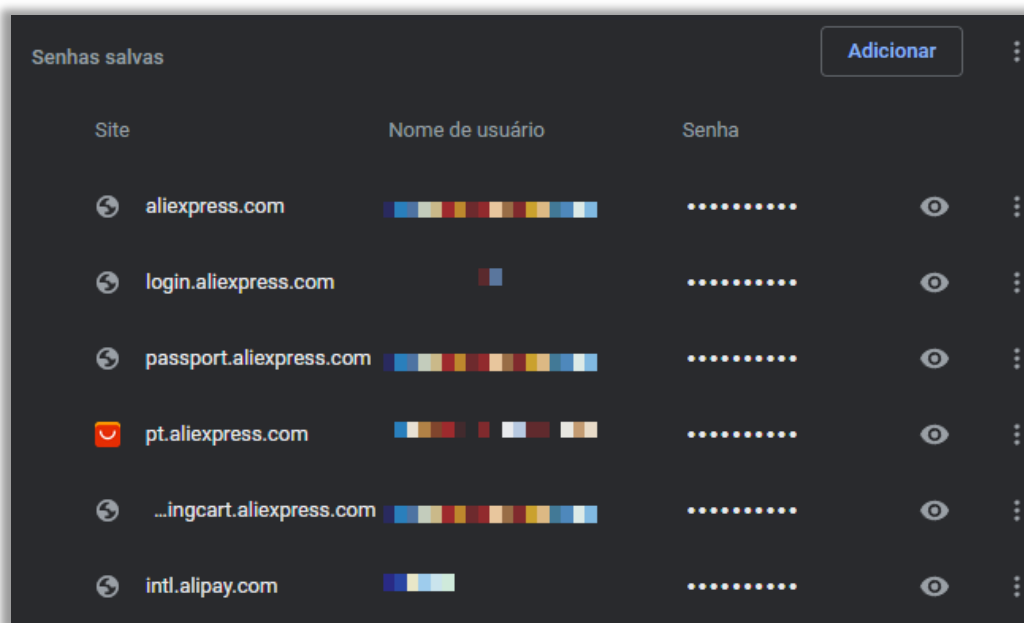 Senhas salvas Adicionar
Site Nome de usuário Senha
aliexpress.com ••••••••••
login.aliexpress.com ••••••••••
passport.aliexpress.com ••••••••••
pt.aliexpress.com ••••••••••
...ingcart.aliexpress.com ••••••••••
intl.alipay.com ••••••••••